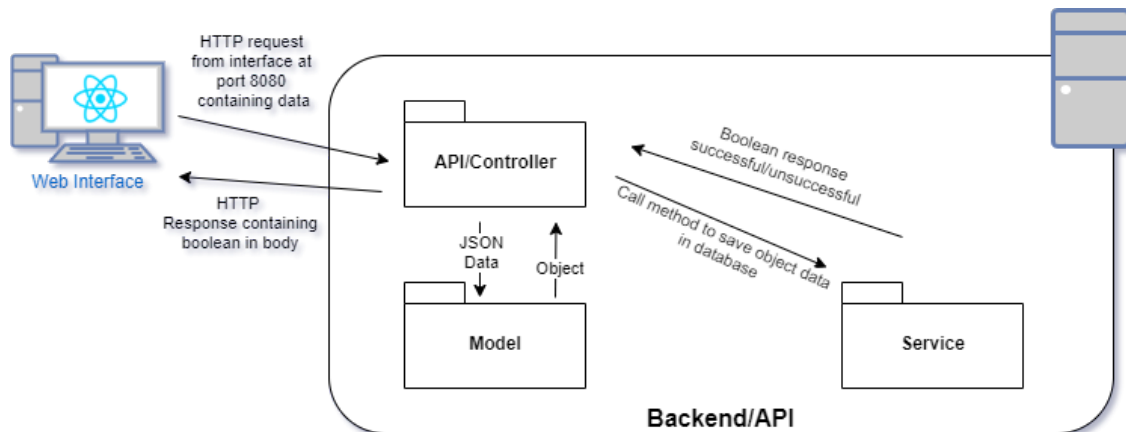 HTTP request
from interface at
port 8080
containing data
Web Interface
HTTP
Response containing
boolean in body
API/Controller
Boolean response
successful/unsuccessful
Call method to save object data
in database
JSON
Data
Object
Model
Service
Backend/API